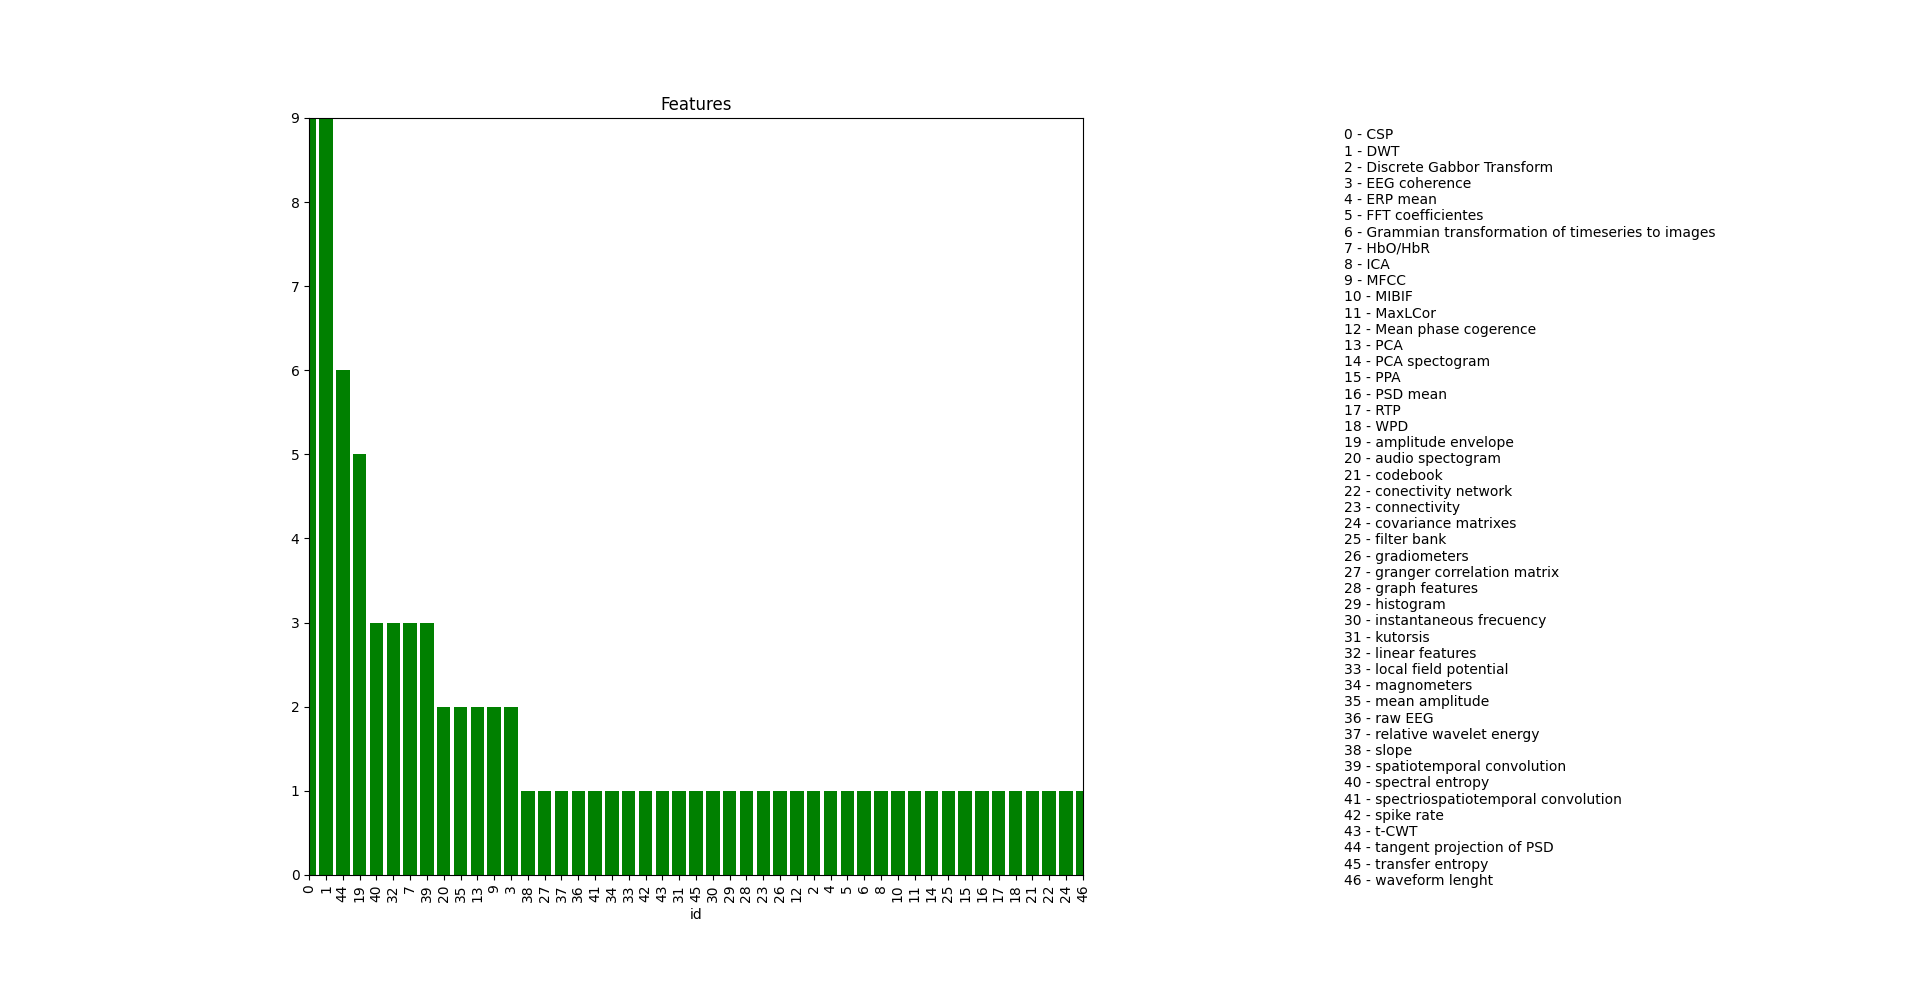 Features
9
8
7
6
5
4
3
2
1
0
0 1 44 19 40 32 7 39 20 35 13 9 3 38 27 37 36 41 34 33 42 43 31 45 30 29 28 23 26 12 2 4 5 6 8 10 11 14 25 15 16 17 18 21 22 24 46
id
0 - CSP
1 - DWT
2 - Discrete Gabbor Transform
3 - EEG coherence
4 - ERP mean
5 - FFT coefficientes
6 - Grammian transformation of timeseries to images
7 - HbO/HbR
8 - ICA
9 - MFCC
10 - MIBIF
11 - MaxLCor
12 - Mean phase cogerence
13 - PCA
14 - PCA spectogram
15 - PPA
16 - PSD mean
17 - RTP
18 - WPD
19 - amplitude envelope
20 - audio spectogram
21 - codebook
22 - conectivity network
23 - connectivity
24 - covariance matrixes
25 - filter bank
26 - gradiometers
27 - granger correlation matrix
28 - graph features
29 - histogram
30 - instantaneous frecuency
31 - kutorsis
32 - linear features
33 - local field potential
34 - magnometers
35 - mean amplitude
36 - raw EEG
37 - relative wavelet energy
38 - slope
39 - spatiotemporal convolution
40 - spectral entropy
41 - spectriospatiotemporal convolution
42 - spike rate
43 - t-CWT
44 - tangent projection of PSD
45 - transfer entropy
46 - waveform lenght